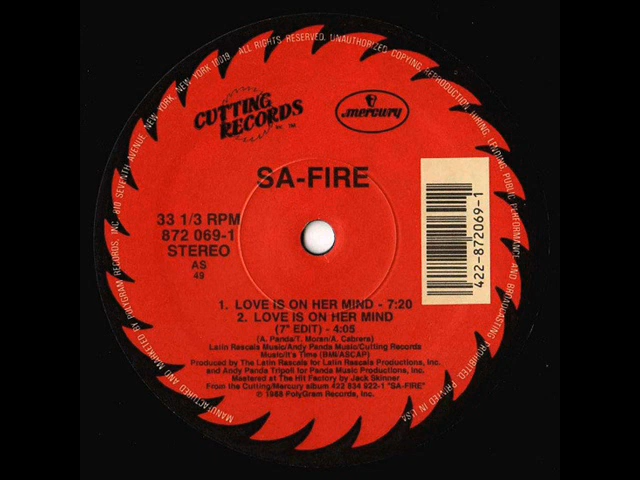 MANUFACTURED AND MARKETED BY POLYGRAM RECORDS, INC. 810 SEVENTH AVENUE, NEW YORK, NEW YORK 10019 ALL RIGHTS RESERVED. UNAUTHORIZED COPYING, REPRODUCTION, HIRING, LENDING, PUBLIC PERFORMANCE AND BROADCASTING PROHIBITED. PRINTED IN USA
CUTTING RECORDS
mercury
SA-FIRE
33 1/3 RPM
872 069-1
STEREO
AS
49
422-872069-1
1. LOVE IS ON HER MIND - 7:20
2. LOVE IS ON HER MIND
(7" EDIT) - 4:05
(A. Panda/T. Moran/A. Cabrera)
Latin Rascals Music/Andy Panda Music/Cutting Records
Music/It's Time (BMI/ASCAP)
Produced by The Latin Rascals for Latin Rascals Productions, Inc.
and Andy Panda Tripoli for Panda Music Productions, Inc.
Mastered at The Hit Factory by Jack Skinner
From the Cutting/Mercury album 422 834 922-1 "SA-FIRE"
℗ 1988 PolyGram Records, Inc.